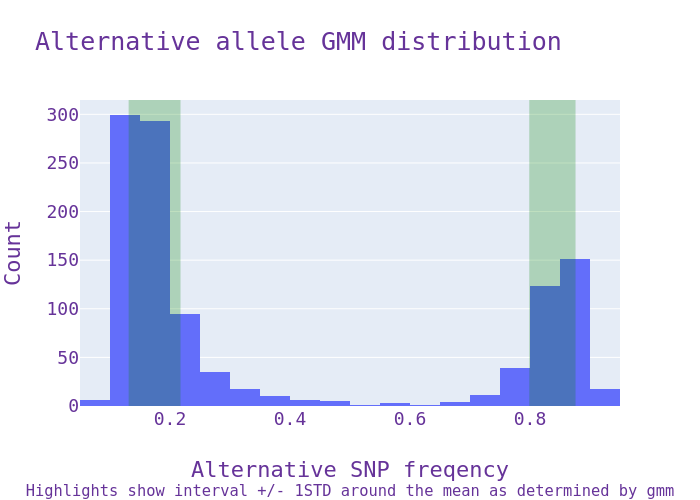 Alternative allele GMM distribution
Count
300
250
200
150
100
50
0
0.2 0.4 0.6 0.8
Alternative SNP freqency
Highlights show interval +/- 1STD around the mean as determined by gmm